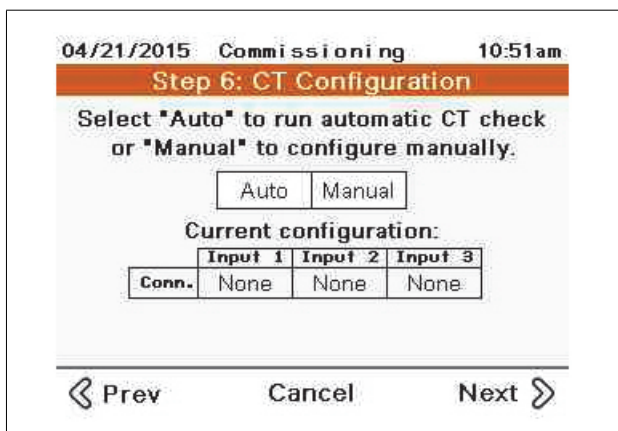 04/21/2015 Commissioning 10:51am
Step 6: CT Configuration
Select "Auto" to run automatic CT check
or "Manual" to configure manually.
Auto Manual
Current configuration:
Input 1 Input 2 Input 3
Conn. None None None
Prev Cancel Next